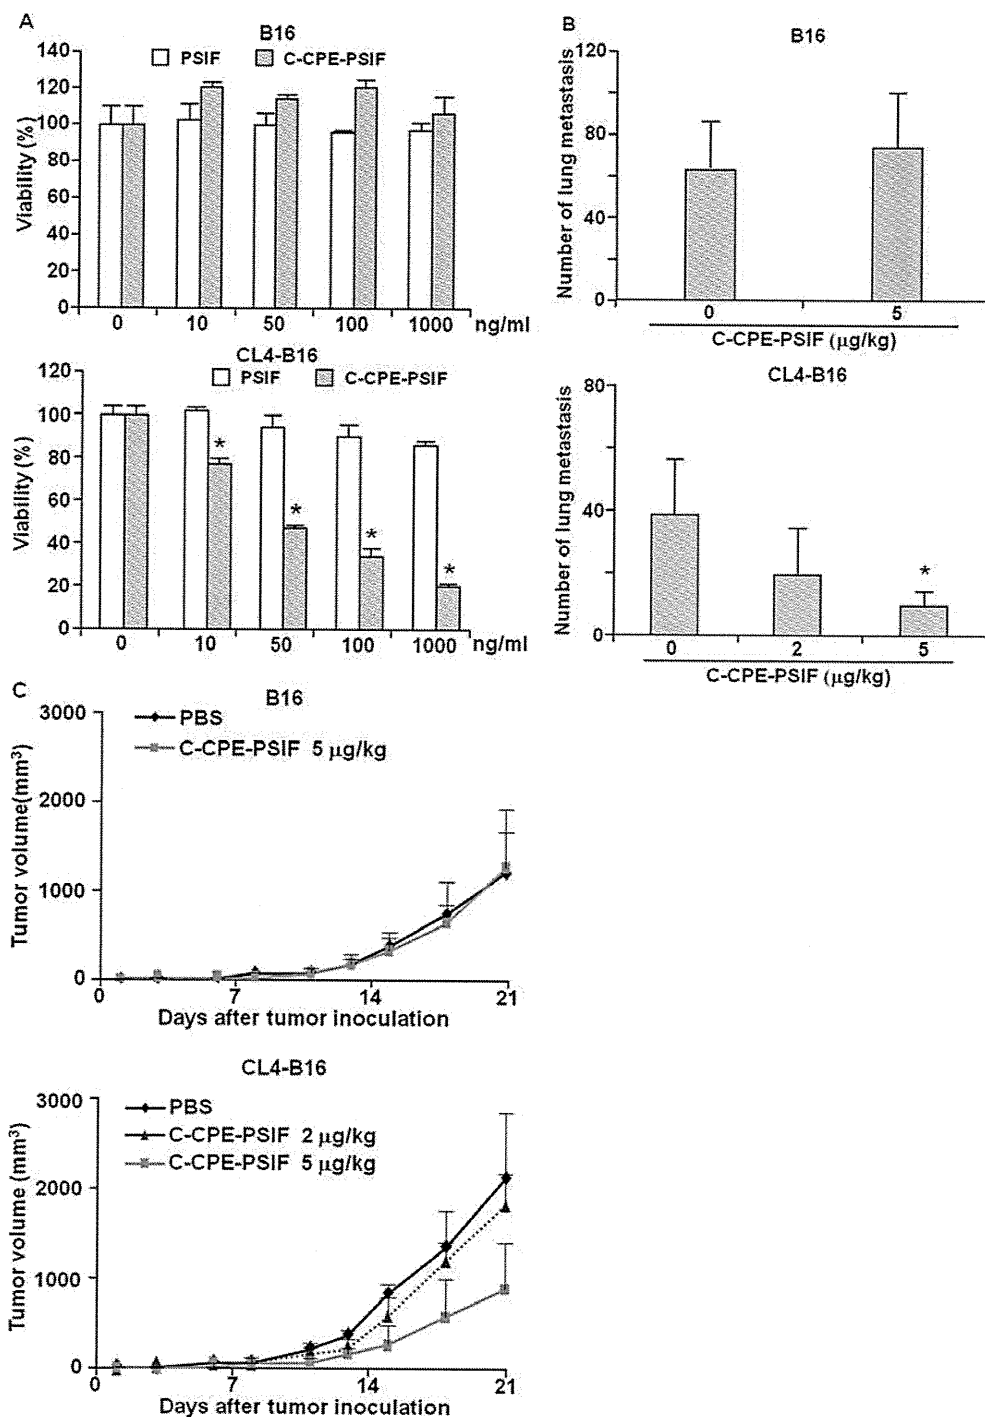 A
B16
PSIF C-CPE-PSIF
Viability (%)
140
120
100
80
60
40
20
0
0 10 50 100 1000 ng/ml
CL4-B16
PSIF C-CPE-PSIF
Viability (%)
120
100
80
60
40
20
0
* * * *
0 10 50 100 1000 ng/ml
B
B16
Number of lung metastasis
120
80
40
0
0 5
C-CPE-PSIF (μg/kg)
CL4-B16
Number of lung metastasis
80
40
0
*
0 2 5
C-CPE-PSIF (μg/kg)
C
B16
PBS
C-CPE-PSIF 5 μg/kg
Tumor volume(mm³)
3000
2000
1000
0
0 7 14 21
Days after tumor inoculation
CL4-B16
PBS
C-CPE-PSIF 2 μg/kg
C-CPE-PSIF 5 μg/kg
Tumor volume (mm³)
3000
2000
1000
0
0 7 14 21
Days after tumor inoculation